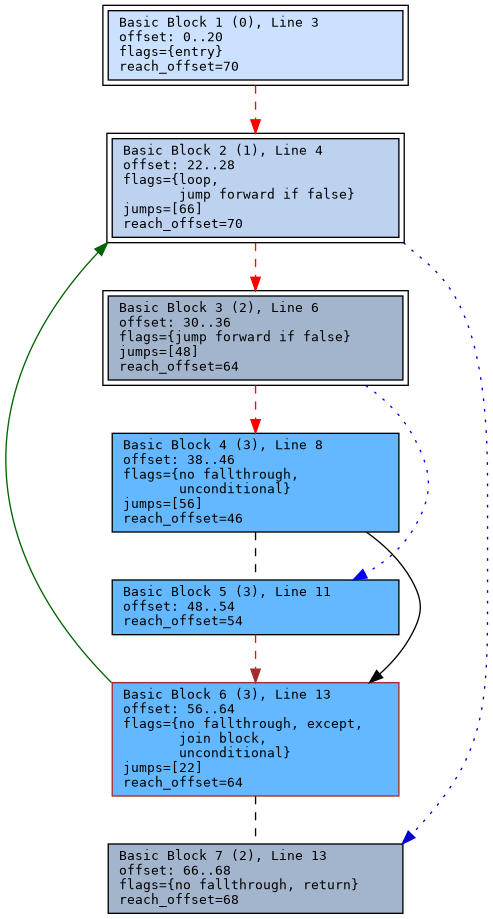 Basic Block 1 (0), Line 3
offset: 0..20
flags={entry}
reach_offset=70
Basic Block 2 (1), Line 4
offset: 22..28
flags={loop,
jump forward if false}
jumps=[66]
reach_offset=70
Basic Block 3 (2), Line 6
offset: 30..36
flags={jump forward if false}
jumps=[48]
reach_offset=64
Basic Block 4 (3), Line 8
offset: 38..46
flags={no fallthrough,
unconditional}
jumps=[56]
reach_offset=46
Basic Block 5 (3), Line 11
offset: 48..54
reach_offset=54
Basic Block 6 (3), Line 13
offset: 56..64
flags={no fallthrough, except,
join block,
unconditional}
jumps=[22]
reach_offset=64
Basic Block 7 (2), Line 13
offset: 66..68
flags={no fallthrough, return}
reach_offset=68